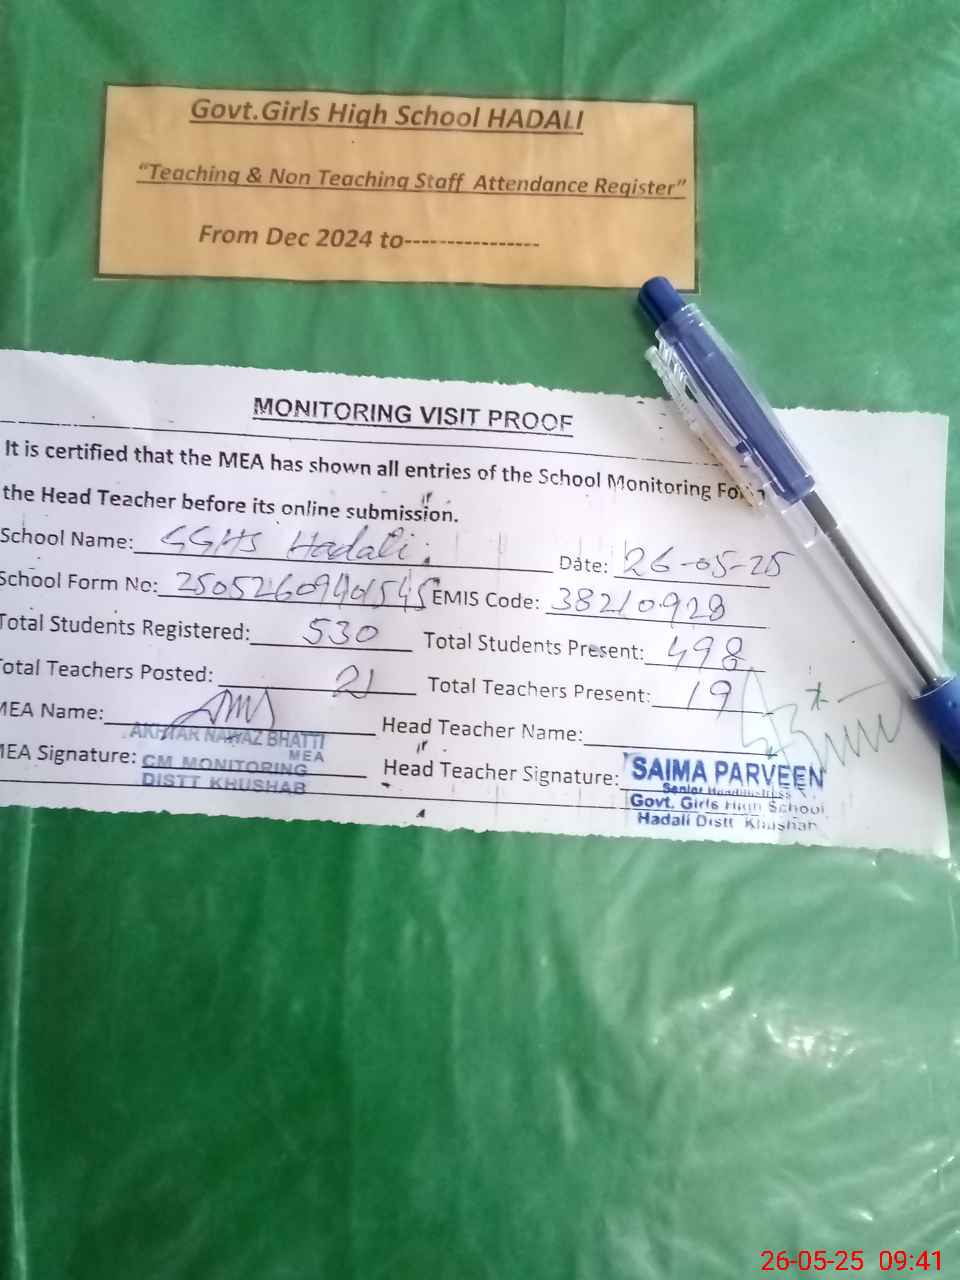 Govt.Girls High School HADALI
“Teaching & Non Teaching Staff Attendance Register”
From Dec 2024 to----------------
MONITORING VISIT PROOF
It is certified that the MEA has shown all entries of the School Monitoring
the Head Teacher before its online submission.
School Name: GGHS Hadali. Date: 26-05-25
School Form No: EMIS Code: 38210928
Total Students Registered: 530 Total Students Present: 498
Total Teachers Posted: 21 Total Teachers Present: 19
MEA Name: Head Teacher Name:
AKHTAR NAWAZ BHATTI
MEA
MEA Signature: CM MONITORING Head Teacher Signature: SAIMA PARVEEN
DISTT KHUSHAB
Senior Headmistress
Govt. Girls High School
Hadali Distt Khushab
26-05-25 09:41